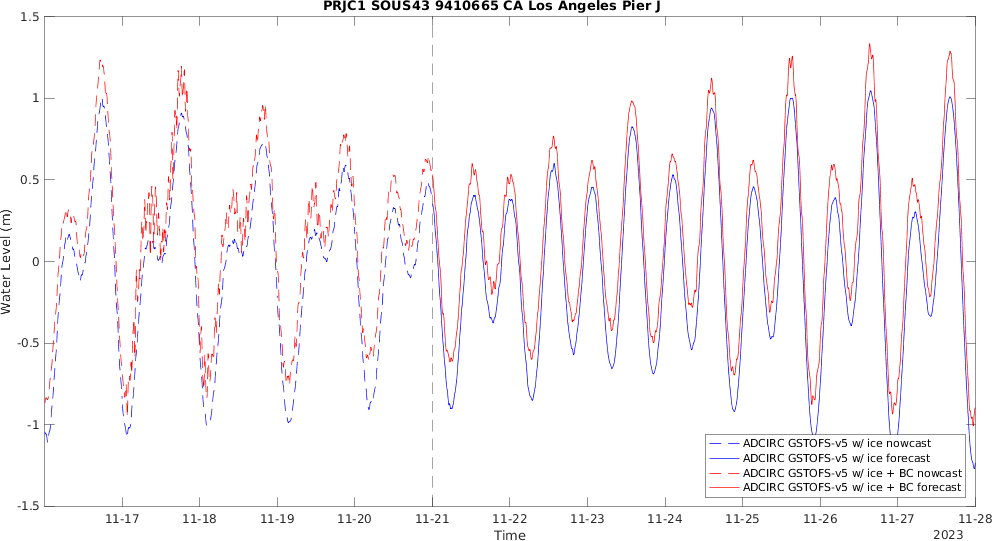 PRJC1 SOUS43 9410665 CA Los Angeles Pier J
1.5
1
0.5
0
-0.5
-1
-1.5
Water Level (m)
11-17
11-18
11-19
11-20
11-21
11-22
11-23
11-24
11-25
11-26
11-27
11-28
Time
2023
ADCIRC GSTOFS-v5 w/ ice nowcast
ADCIRC GSTOFS-v5 w/ ice forecast
ADCIRC GSTOFS-v5 w/ ice + BC nowcast
ADCIRC GSTOFS-v5 w/ ice + BC forecast